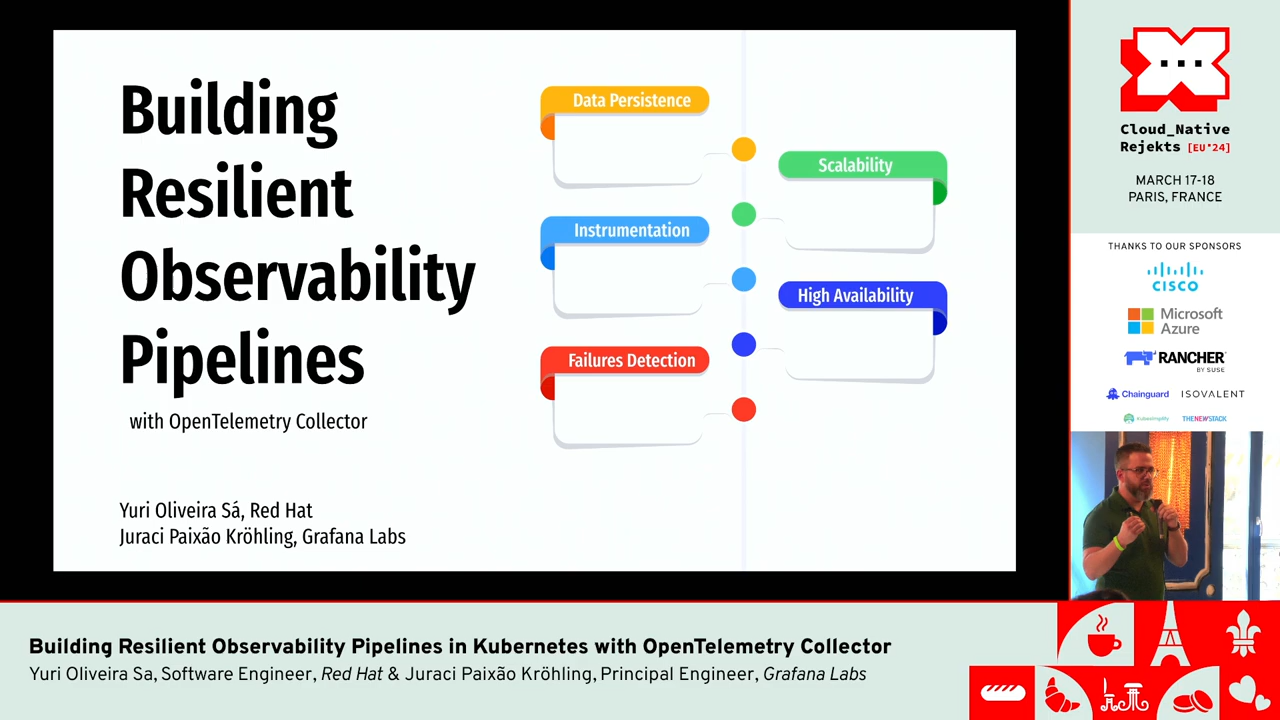 Building
Resilient
Observability
Pipelines
with OpenTelemetry Collector
Yuri Oliveira Sá, Red Hat
Juraci Paixão Kröhling, Grafana Labs
Data Persistence
Scalability
Instrumentation
High Availability
Failures Detection
Cloud_Native
Rejekts [EU*24]
MARCH 17-18
PARIS, FRANCE
THANKS TO OUR SPONSORS
CISCO
Microsoft
Azure
RANCHER
BY SUSE
Chainguard ISOVALENT
kubesimplify THENEWSTACK
Building Resilient Observability Pipelines in Kubernetes with OpenTelemetry Collector
Yuri Oliveira Sa, Software Engineer, Red Hat & Juraci Paixão Kröhling, Principal Engineer, Grafana Labs